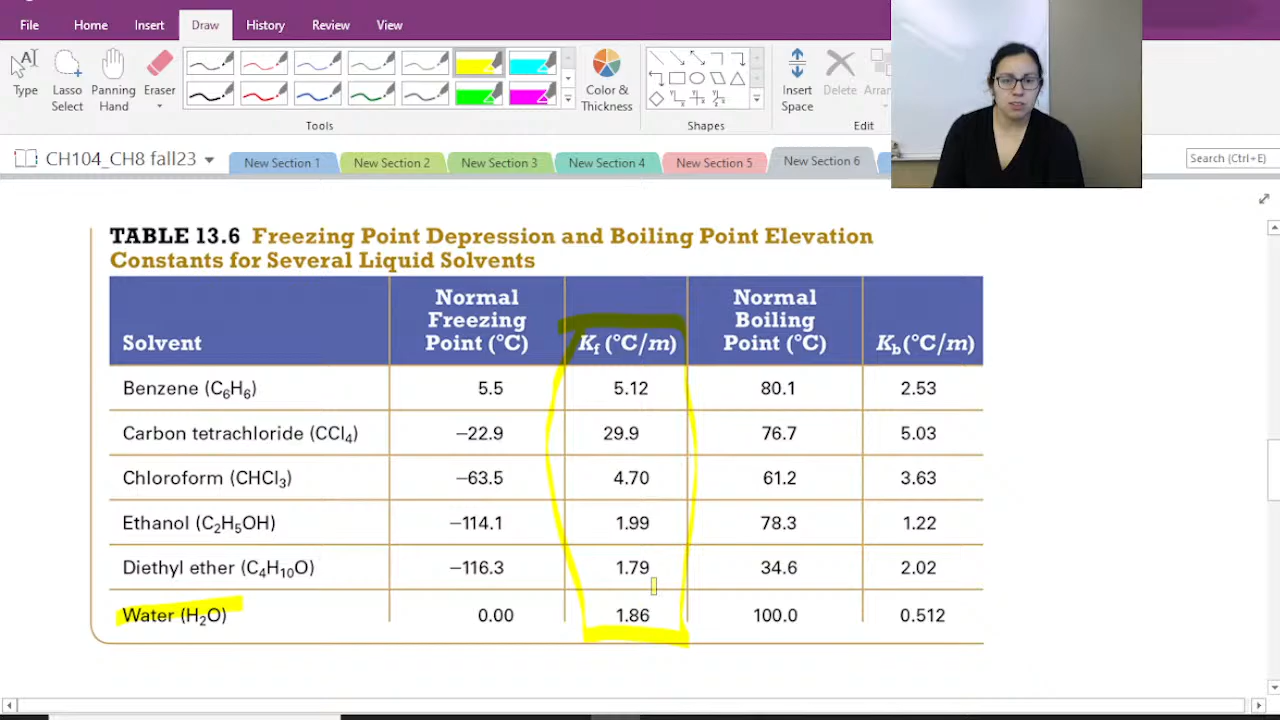 File Home Insert Draw History Review View
Type
Lasso Select
Panning Hand
Eraser
Color & Thickness
Insert Space
Delete
Tools
Shapes
Edit
CH104_CH8 fall23
New Section 1
New Section 2
New Section 3
New Section 4
New Section 5
New Section 6
Search (Ctrl+E)
TABLE 13.6 Freezing Point Depression and Boiling Point Elevation
Constants for Several Liquid Solvents
Solvent | Normal Freezing Point (°C) | Kf (°C/m) | Normal Boiling Point (°C) | Kb (°C/m)
Benzene (C₆H₆) 5.5 5.12 80.1 2.53
Carbon tetrachloride (CCl₄) −22.9 29.9 76.7 5.03
Chloroform (CHCl₃) −63.5 4.70 61.2 3.63
Ethanol (C₂H₅OH) −114.1 1.99 78.3 1.22
Diethyl ether (C₄H₁₀O) −116.3 1.79 34.6 2.02
Water (H₂O) 0.00 1.86 100.0 0.512